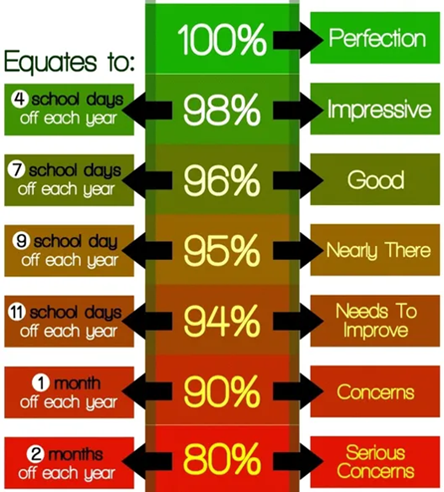 100%
Perfection
Equates to:
4 school days
off each year
98%
Impressive
7 school days
off each year
96%
Good
9 school day
off each year
95%
Nearly There
11 school days
off each year
94%
Needs To
Improve
1 month
off each year
90%
Concerns
2 months
off each year
80%
Serious
Concerns